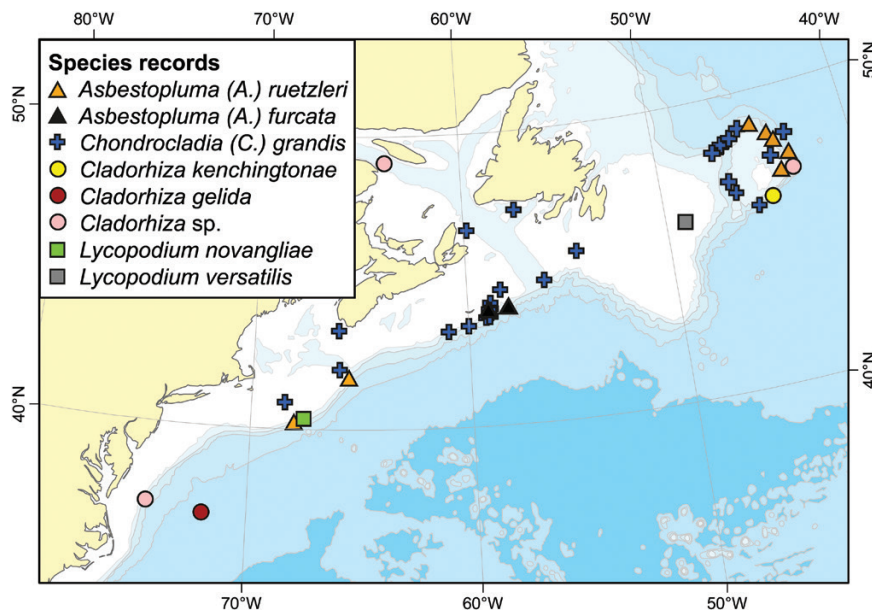 80°W 70°W 60°W 50°W 40°W
50°N
50°N
40°N
40°N
Species records
Asbestopluma (A.) ruetzleri
Asbestopluma (A.) furcata
Chondrocladia (C.) grandis
Cladorhiza kenchingtonae
Cladorhiza gelida
Cladorhiza sp.
Lycopodium novangliae
Lycopodium versatilis
70°W 60°W 50°W